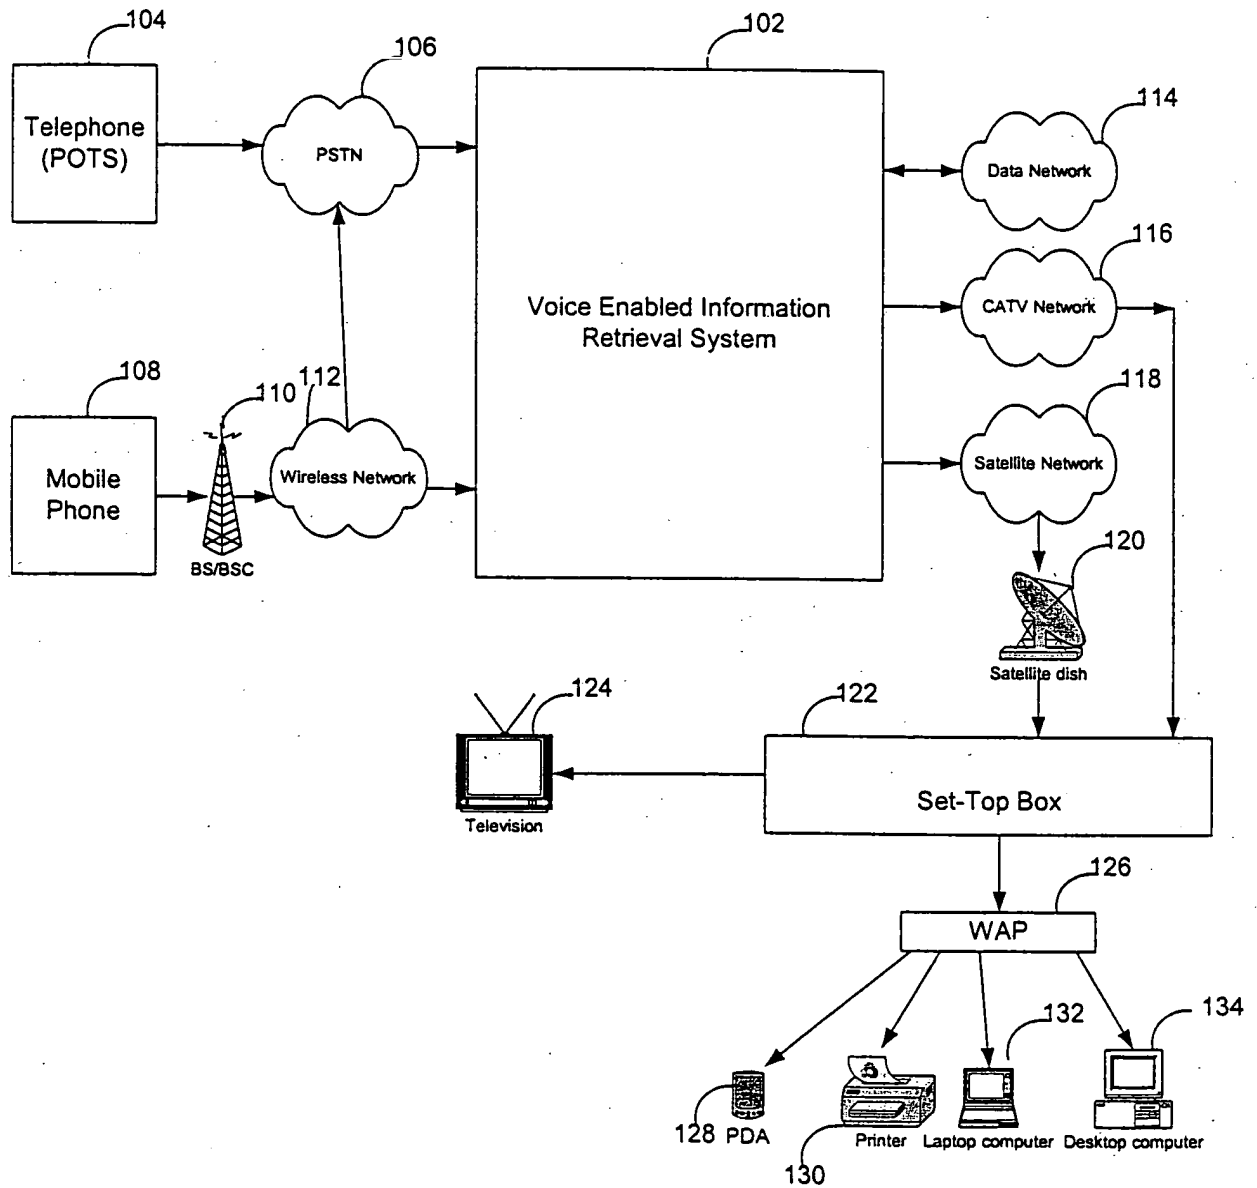 104
102
106
114
Telephone
(POTS)
PSTN
Data Network
116
Voice Enabled Information
Retrieval System
CATV Network
108
110
112
118
Mobile
Phone
Wireless Network
Satellite Network
BS/BSC
120
Satellite dish
124
122
Television
Set-Top Box
126
WAP
132
134
128
PDA
Printer
Laptop computer
Desktop computer
130